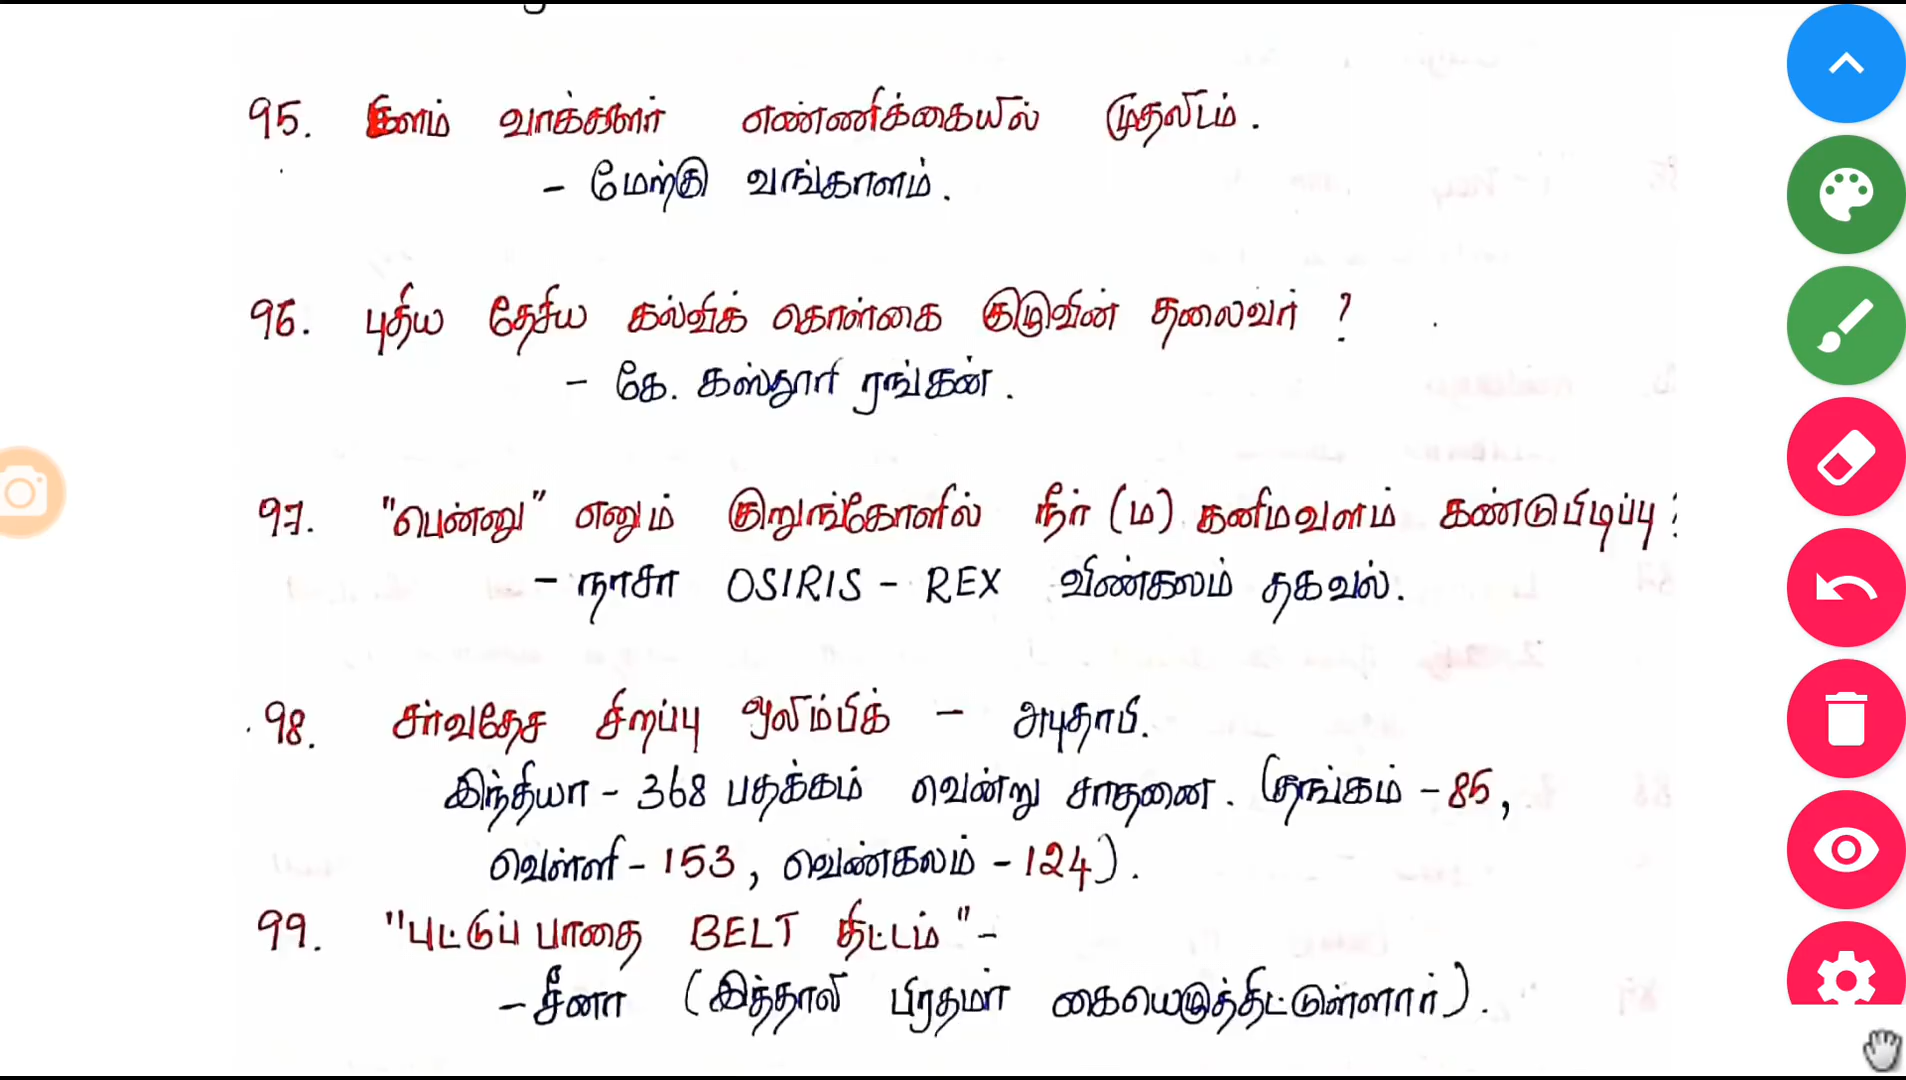 95. இளம் வாக்காளர் எண்ணிக்கையில் முதலிடம்.
- மேற்கு வங்காளம்.
96. புதிய தேசிய கல்விக் கொள்கை குழுவின் தலைவர் ?
- கே. கஸ்தூரி ரங்கன்.
97. "பென்னு" எனும் குறுங்கோளில் நீர் (ம) கனிமவளம் கண்டுபிடிப்பு ?
- நாசா OSIRIS - REX விண்கலம் தகவல்.
98. சர்வதேச சிறப்பு ஒலிம்பிக் - அபுதாபி.
இந்தியா - 368 பதக்கம் வென்று சாதனை. (தங்கம் - 85,
வெள்ளி - 153, வெண்கலம் - 124).
99. "பட்டுப் பாதை BELT திட்டம்" -
- சீனா (இத்தாலி பிரதமர் கையெழுத்திட்டுள்ளார்).